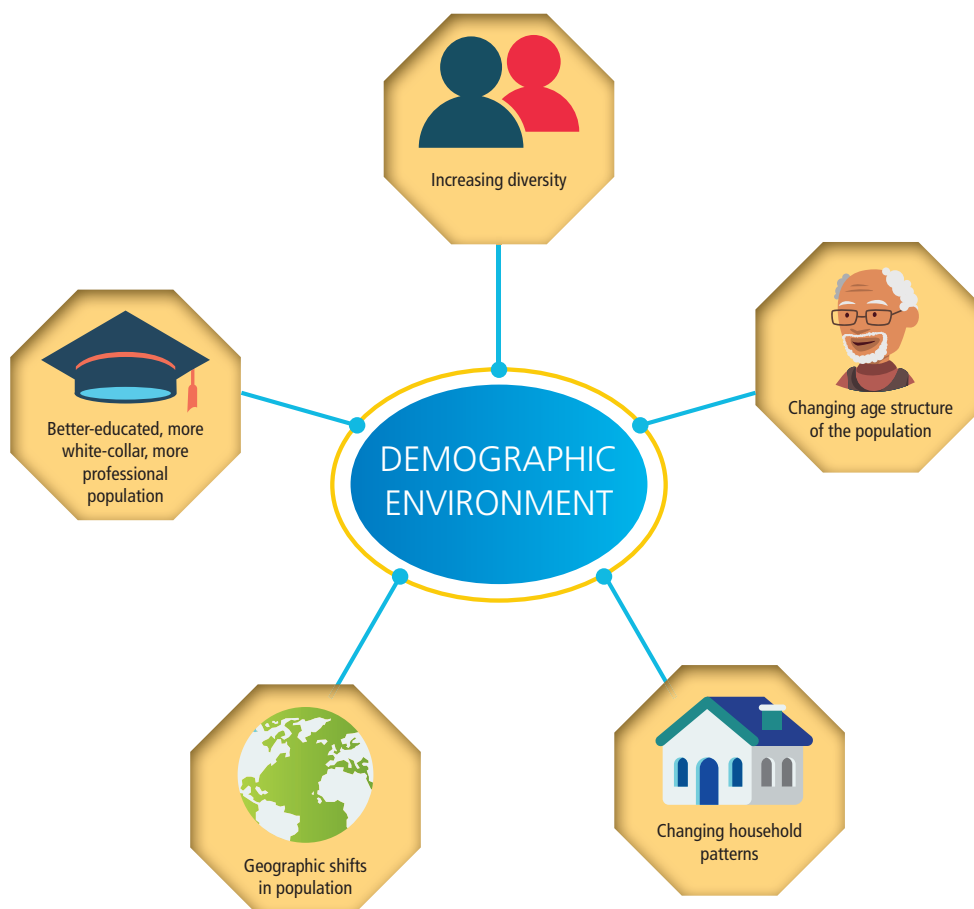 Increasing diversity
Changing age structure
of the population
Better-educated, more
white-collar, more
professional
population
DEMOGRAPHIC
ENVIRONMENT
Geographic shifts
in population
Changing household
patterns